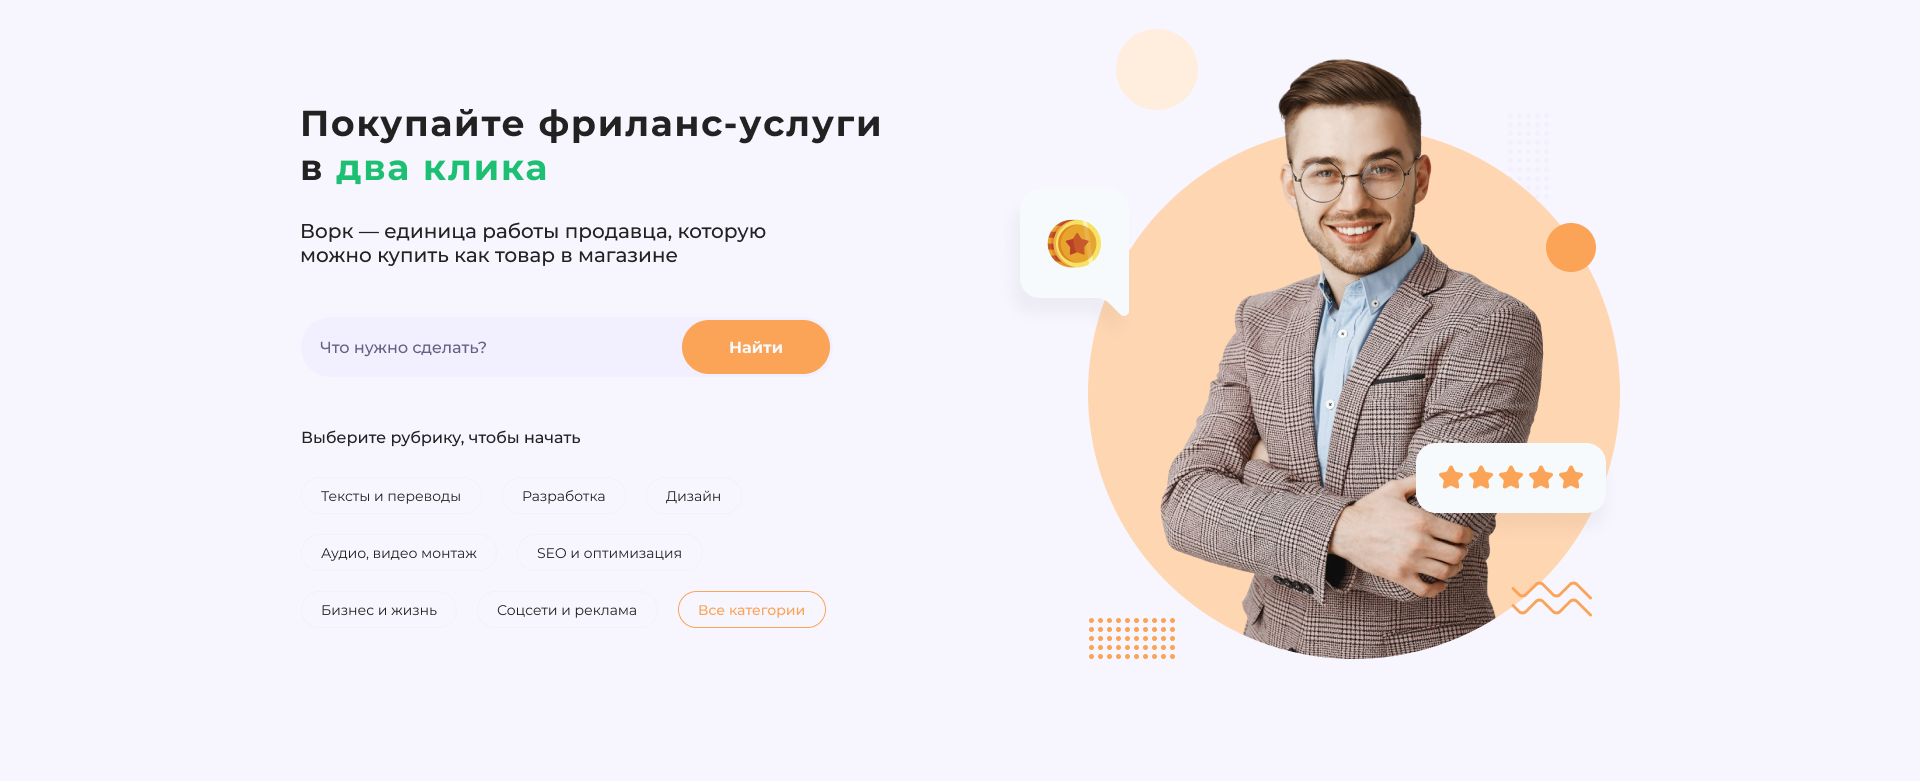 Покупайте фриланс-услуги
в два клика
Ворк — единица работы продавца, которую
можно купить как товар в магазине
Что нужно сделать?
Найти
Выберите рубрику, чтобы начать
Тексты и переводы
Разработка
Дизайн
Аудио, видео монтаж
SEO и оптимизация
Бизнес и жизнь
Соцсети и реклама
Все категории